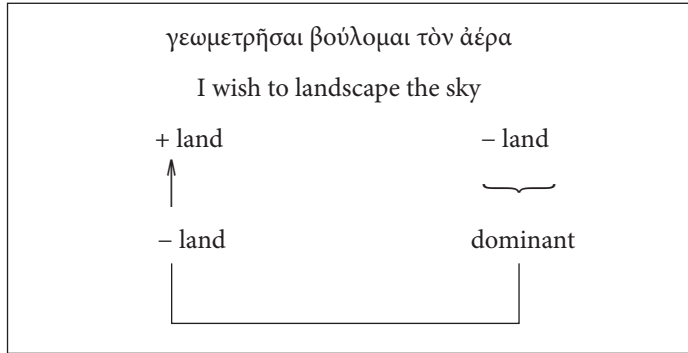 γεωμετρῆσαι βούλομαι τὸν ἀέρα
I wish to landscape the sky
+ land – land
– land dominant